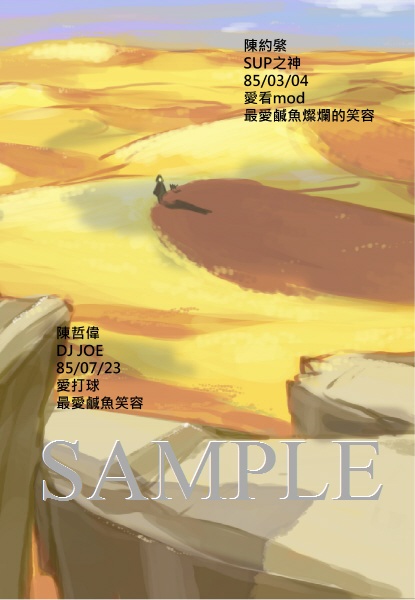 陳約棨
SUP之神
85/03/04
愛看mod
最愛鹹魚燦爛的笑容
陳哲偉
DJ JOE
85/07/23
愛打球
最愛鹹魚笑容
SAMPLE